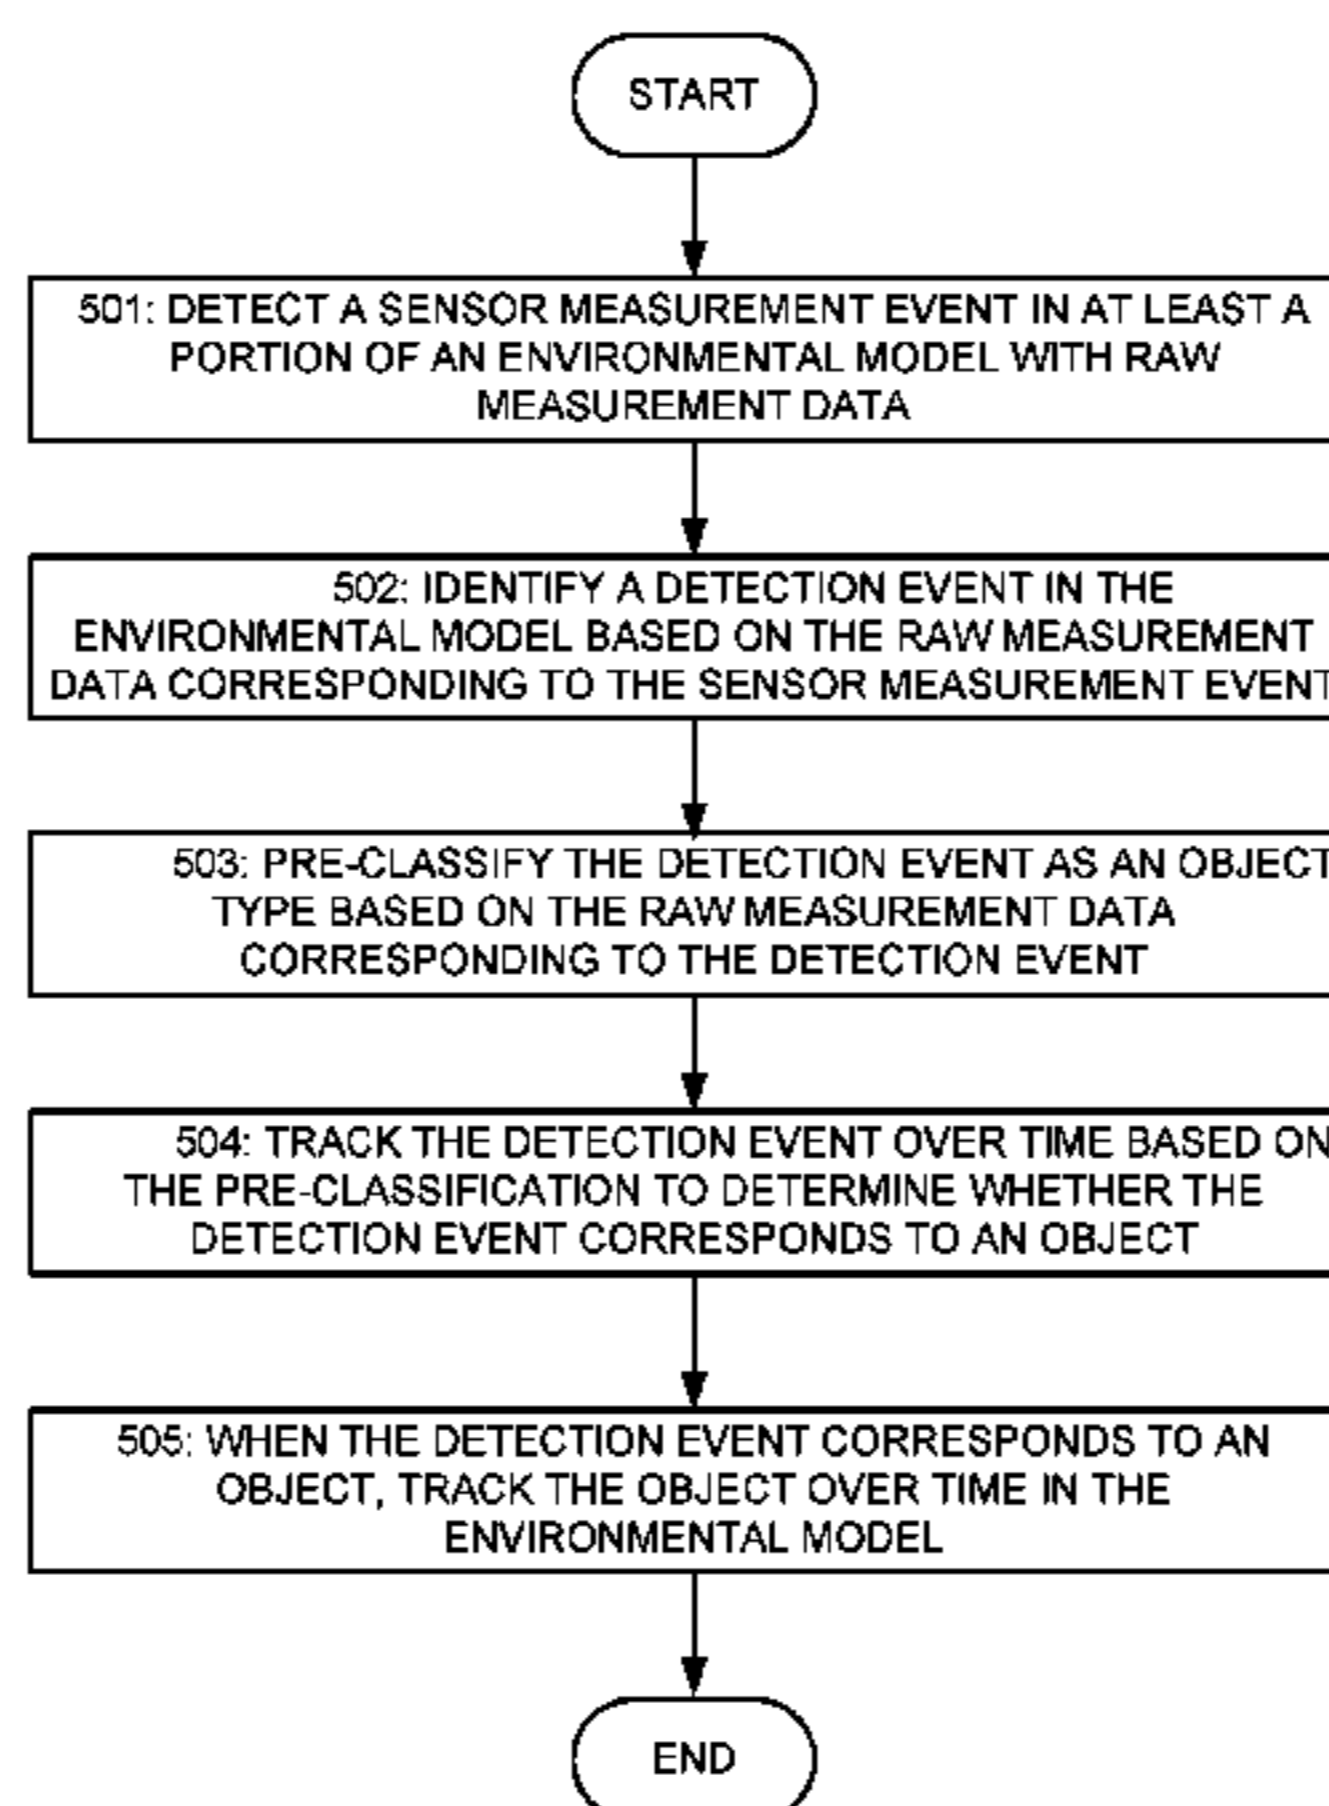 START
501: DETECT A SENSOR MEASUREMENT EVENT IN AT LEAST A
PORTION OF AN ENVIRONMENTAL MODEL WITH RAW
MEASUREMENT DATA
502: IDENTIFY A DETECTION EVENT IN THE
ENVIRONMENTAL MODEL BASED ON THE RAW MEASUREMENT
DATA CORRESPONDING TO THE SENSOR MEASUREMENT EVENT
503: PRE-CLASSIFY THE DETECTION EVENT AS AN OBJECT
TYPE BASED ON THE RAW MEASUREMENT DATA
CORRESPONDING TO THE DETECTION EVENT
504: TRACK THE DETECTION EVENT OVER TIME BASED ON
THE PRE-CLASSIFICATION TO DETERMINE WHETHER THE
DETECTION EVENT CORRESPONDS TO AN OBJECT
505: WHEN THE DETECTION EVENT CORRESPONDS TO AN
OBJECT, TRACK THE OBJECT OVER TIME IN THE
ENVIRONMENTAL MODEL
END